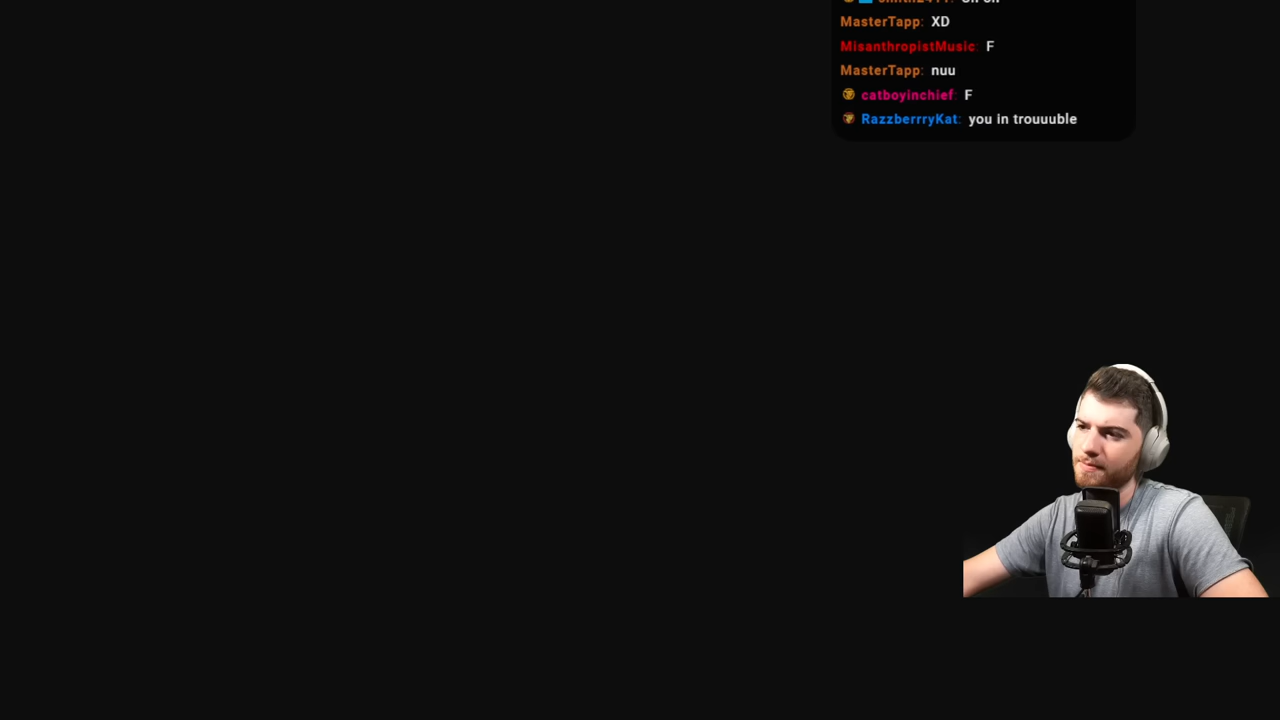 MasterTapp: XD
MisanthropistMusic: F
MasterTapp: nuu
catboyinchief: F
RazzberrryKat: you in trouuuble